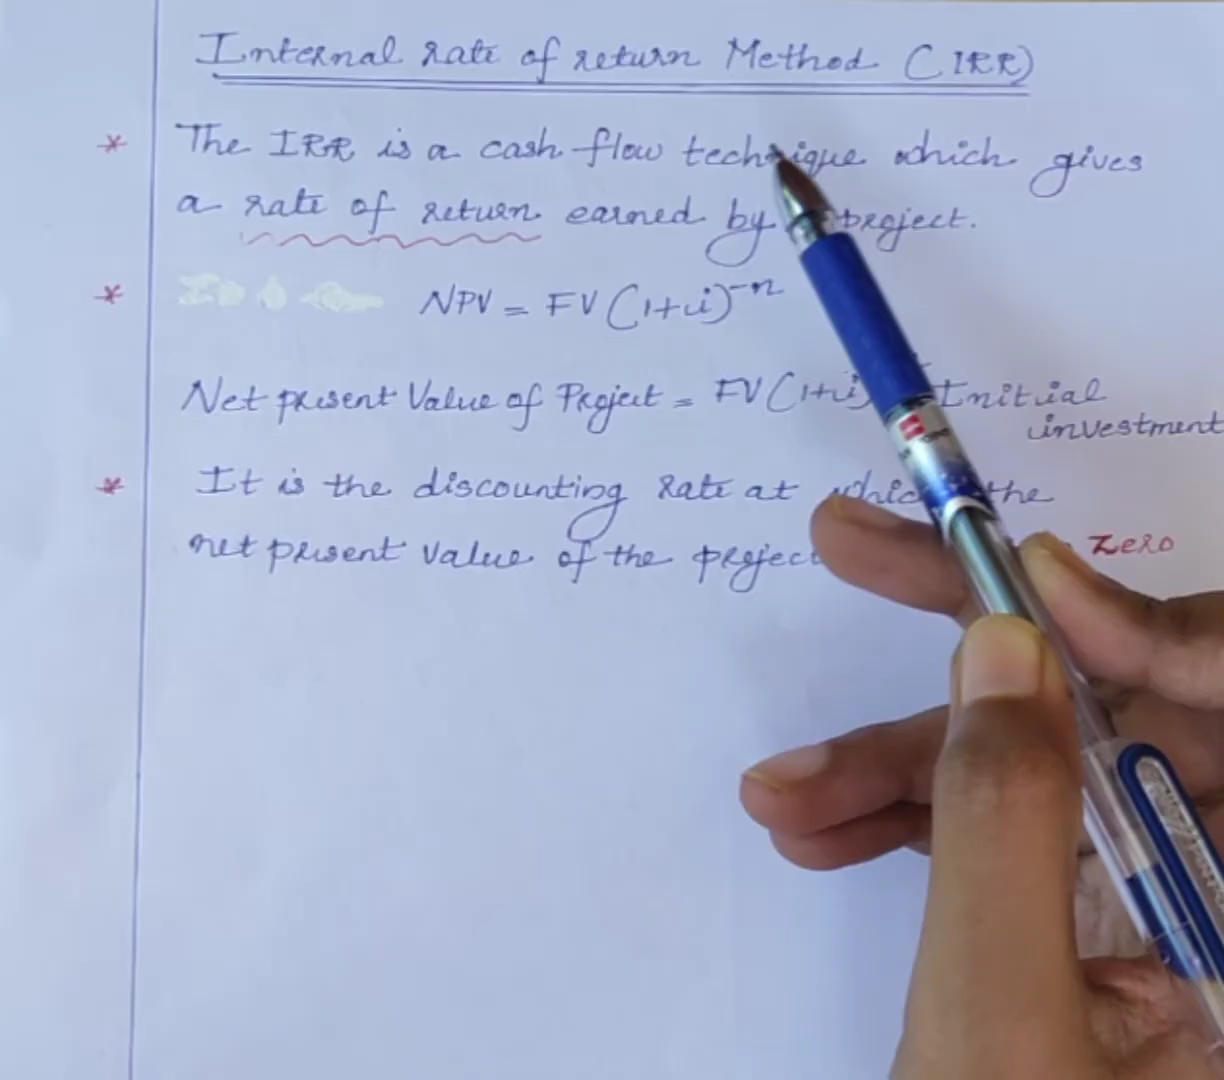 Internal rate of return Method (IRR)
* The IRR is a cash flow technique which gives
a rate of return earned by project.
* NPV = FV(1+i)⁻ⁿ
Net present Value of Project = FV(1+i) Initial
investment
* It is the discounting rate at which the
net present value of the project Zero